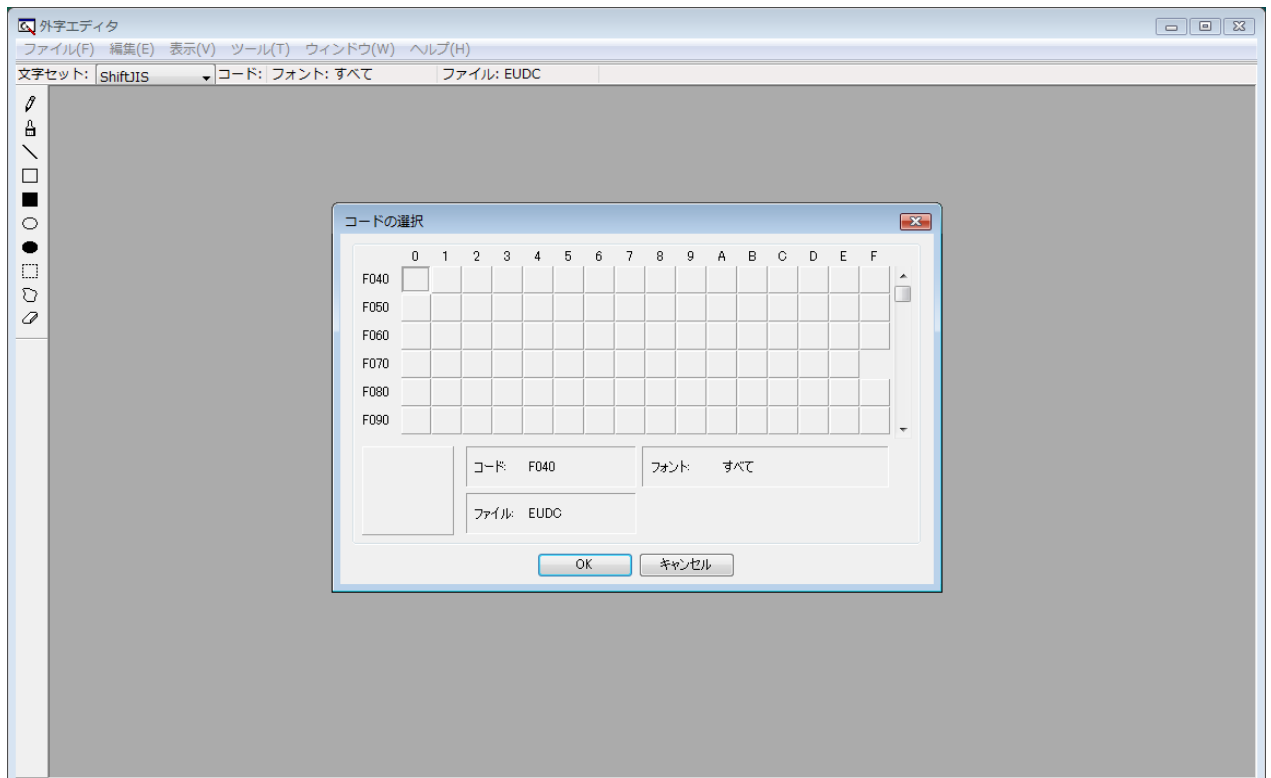 外字エディタ
ファイル(F) 編集(E) 表示(V) ツール(T) ウィンドウ(W) ヘルプ(H)
文字セット: ShiftJIS コード: フォント: すべて ファイル: EUDC
コードの選択
0 1 2 3 4 5 6 7 8 9 A B C D E F
F040
F050
F060
F070
F080
F090
コード: F040 フォント: すべて
ファイル: EUDC
OK キャンセル